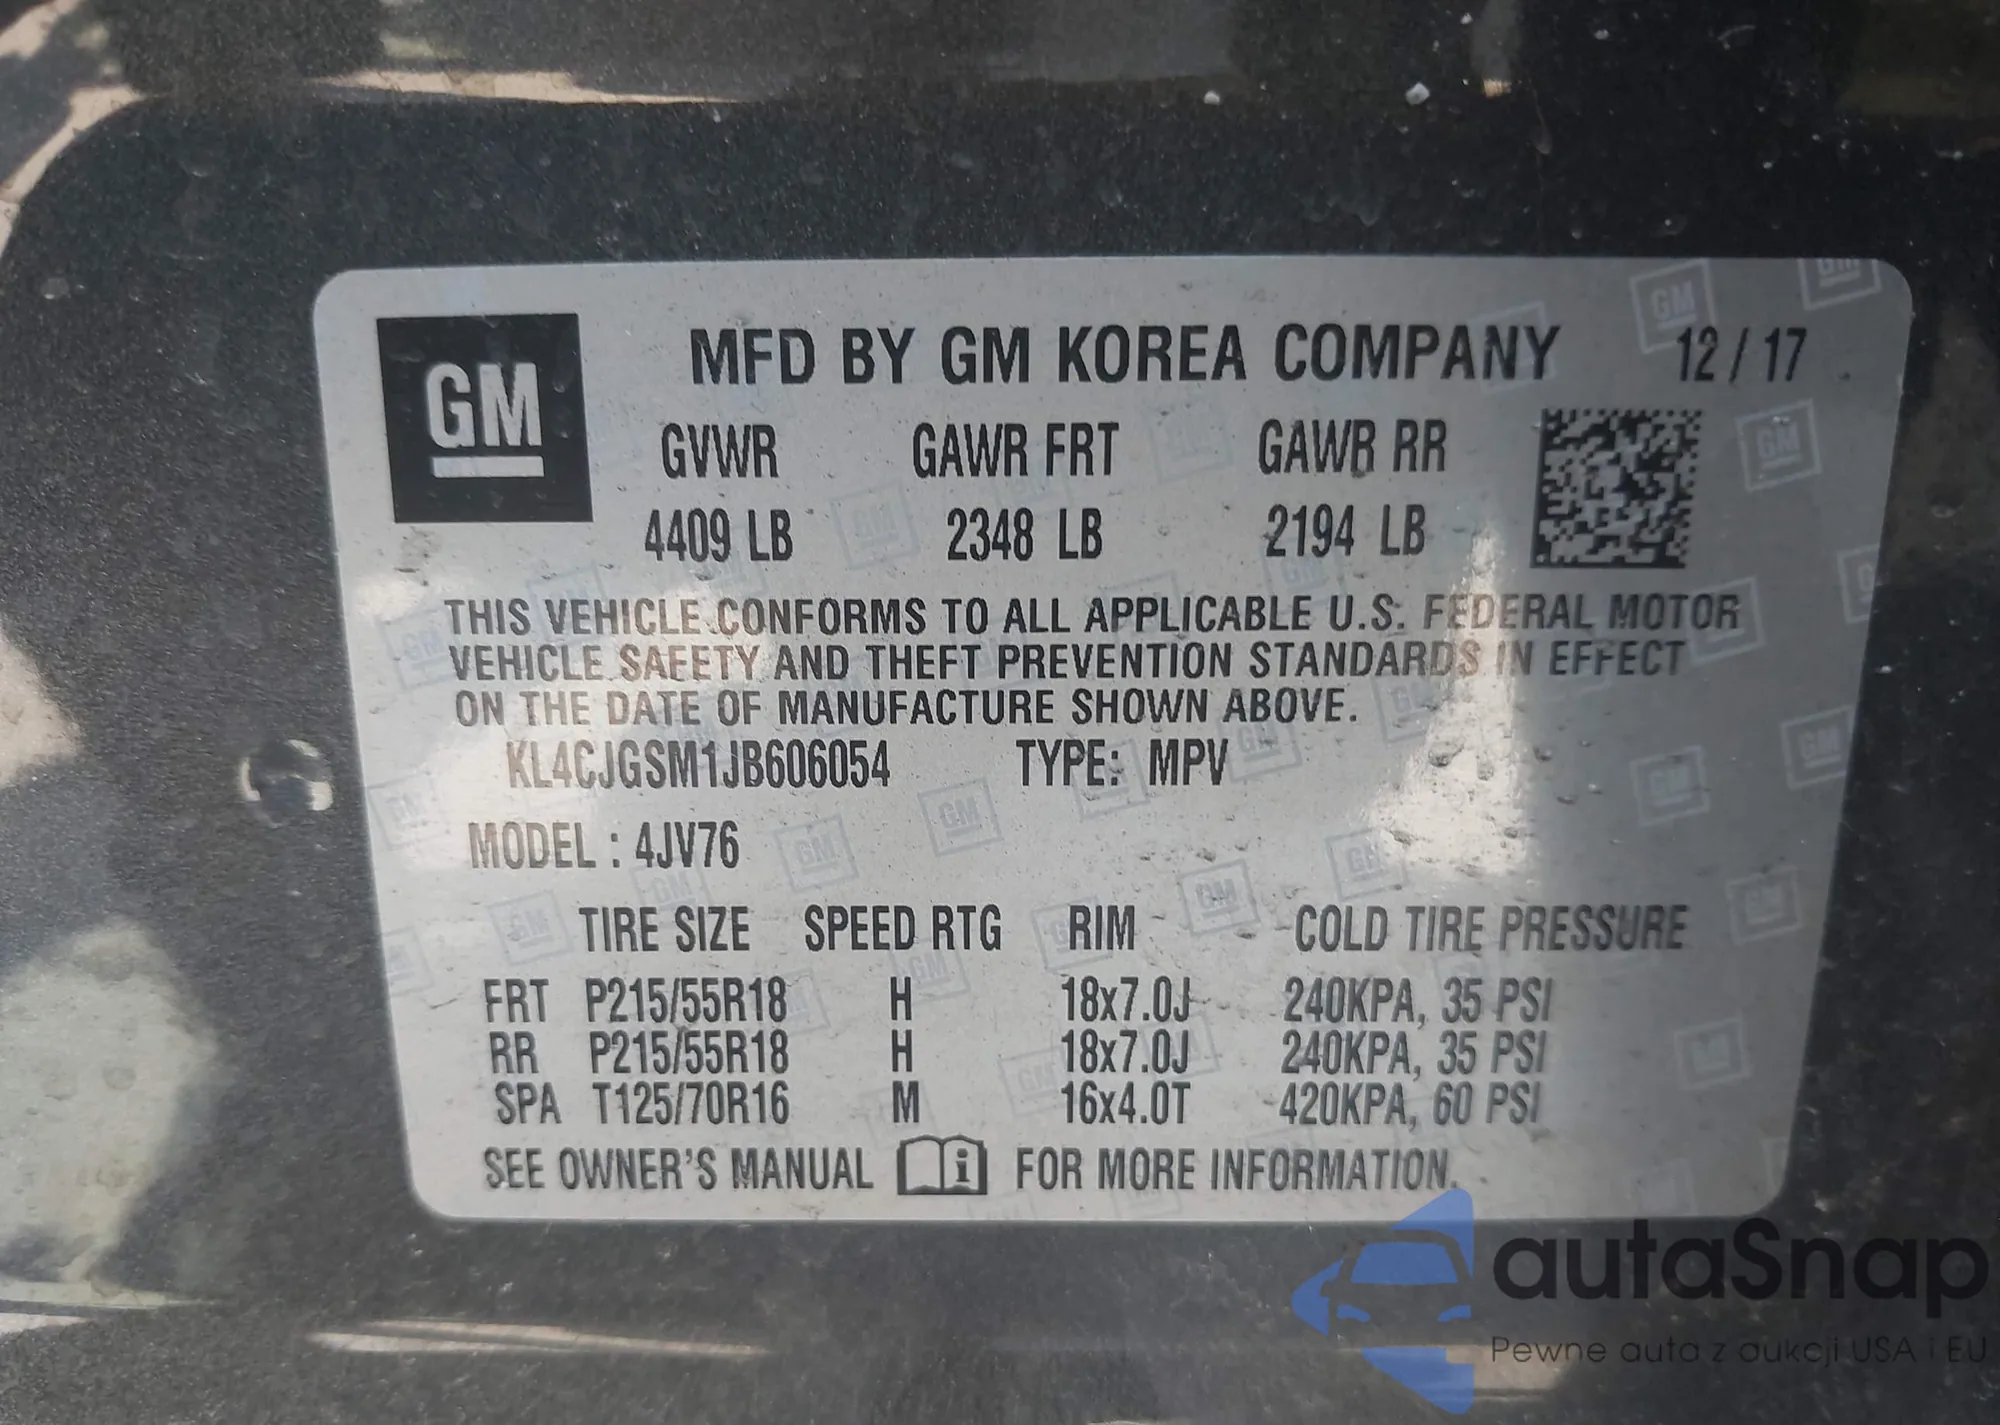 GM
MFD BY GM KOREA COMPANY 12/17
GVWR GAWR FRT GAWR RR
4409 LB 2348 LB 2194 LB
THIS VEHICLE CONFORMS TO ALL APPLICABLE U.S. FEDERAL MOTOR
VEHICLE SAFETY AND THEFT PREVENTION STANDARDS IN EFFECT
ON THE DATE OF MANUFACTURE SHOWN ABOVE.
KL4CJGSM1JB606054 TYPE: MPV
MODEL : 4JV76
TIRE SIZE SPEED RTG RIM COLD TIRE PRESSURE
FRT P215/55R18 H 18x7.0J 240KPA, 35 PSI
RR P215/55R18 H 18x7.0J 240KPA, 35 PSI
SPA T125/70R16 M 16x4.0T 420KPA, 60 PSI
SEE OWNER'S MANUAL i FOR MORE INFORMATION.
autaSnap
Pewne auta z aukcji USA i EU